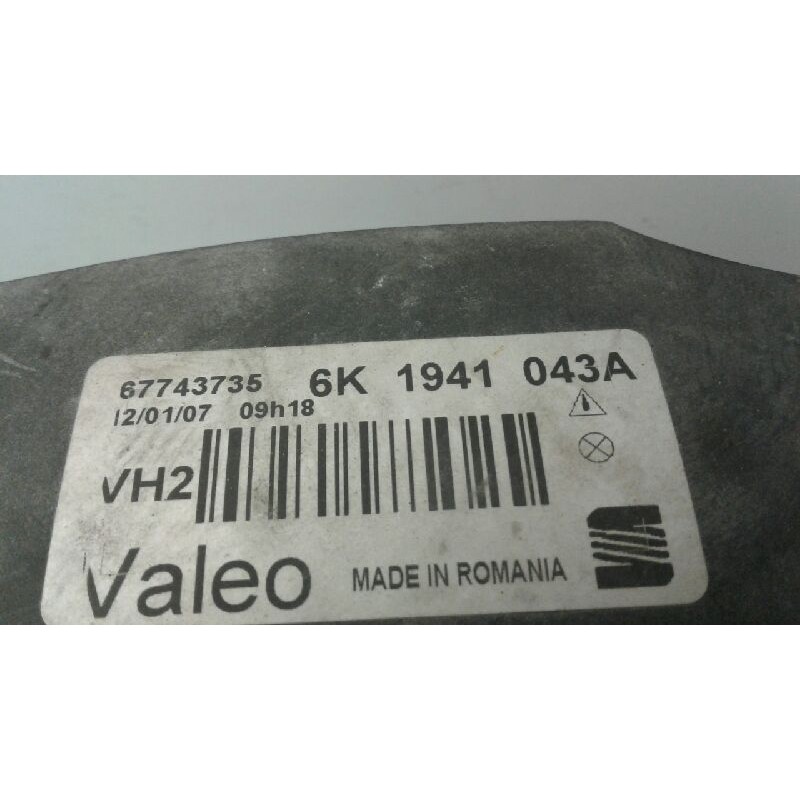 67743735 6K 1941 043A
12/01/07 09h18
VH2
Valeo MADE IN ROMANIA